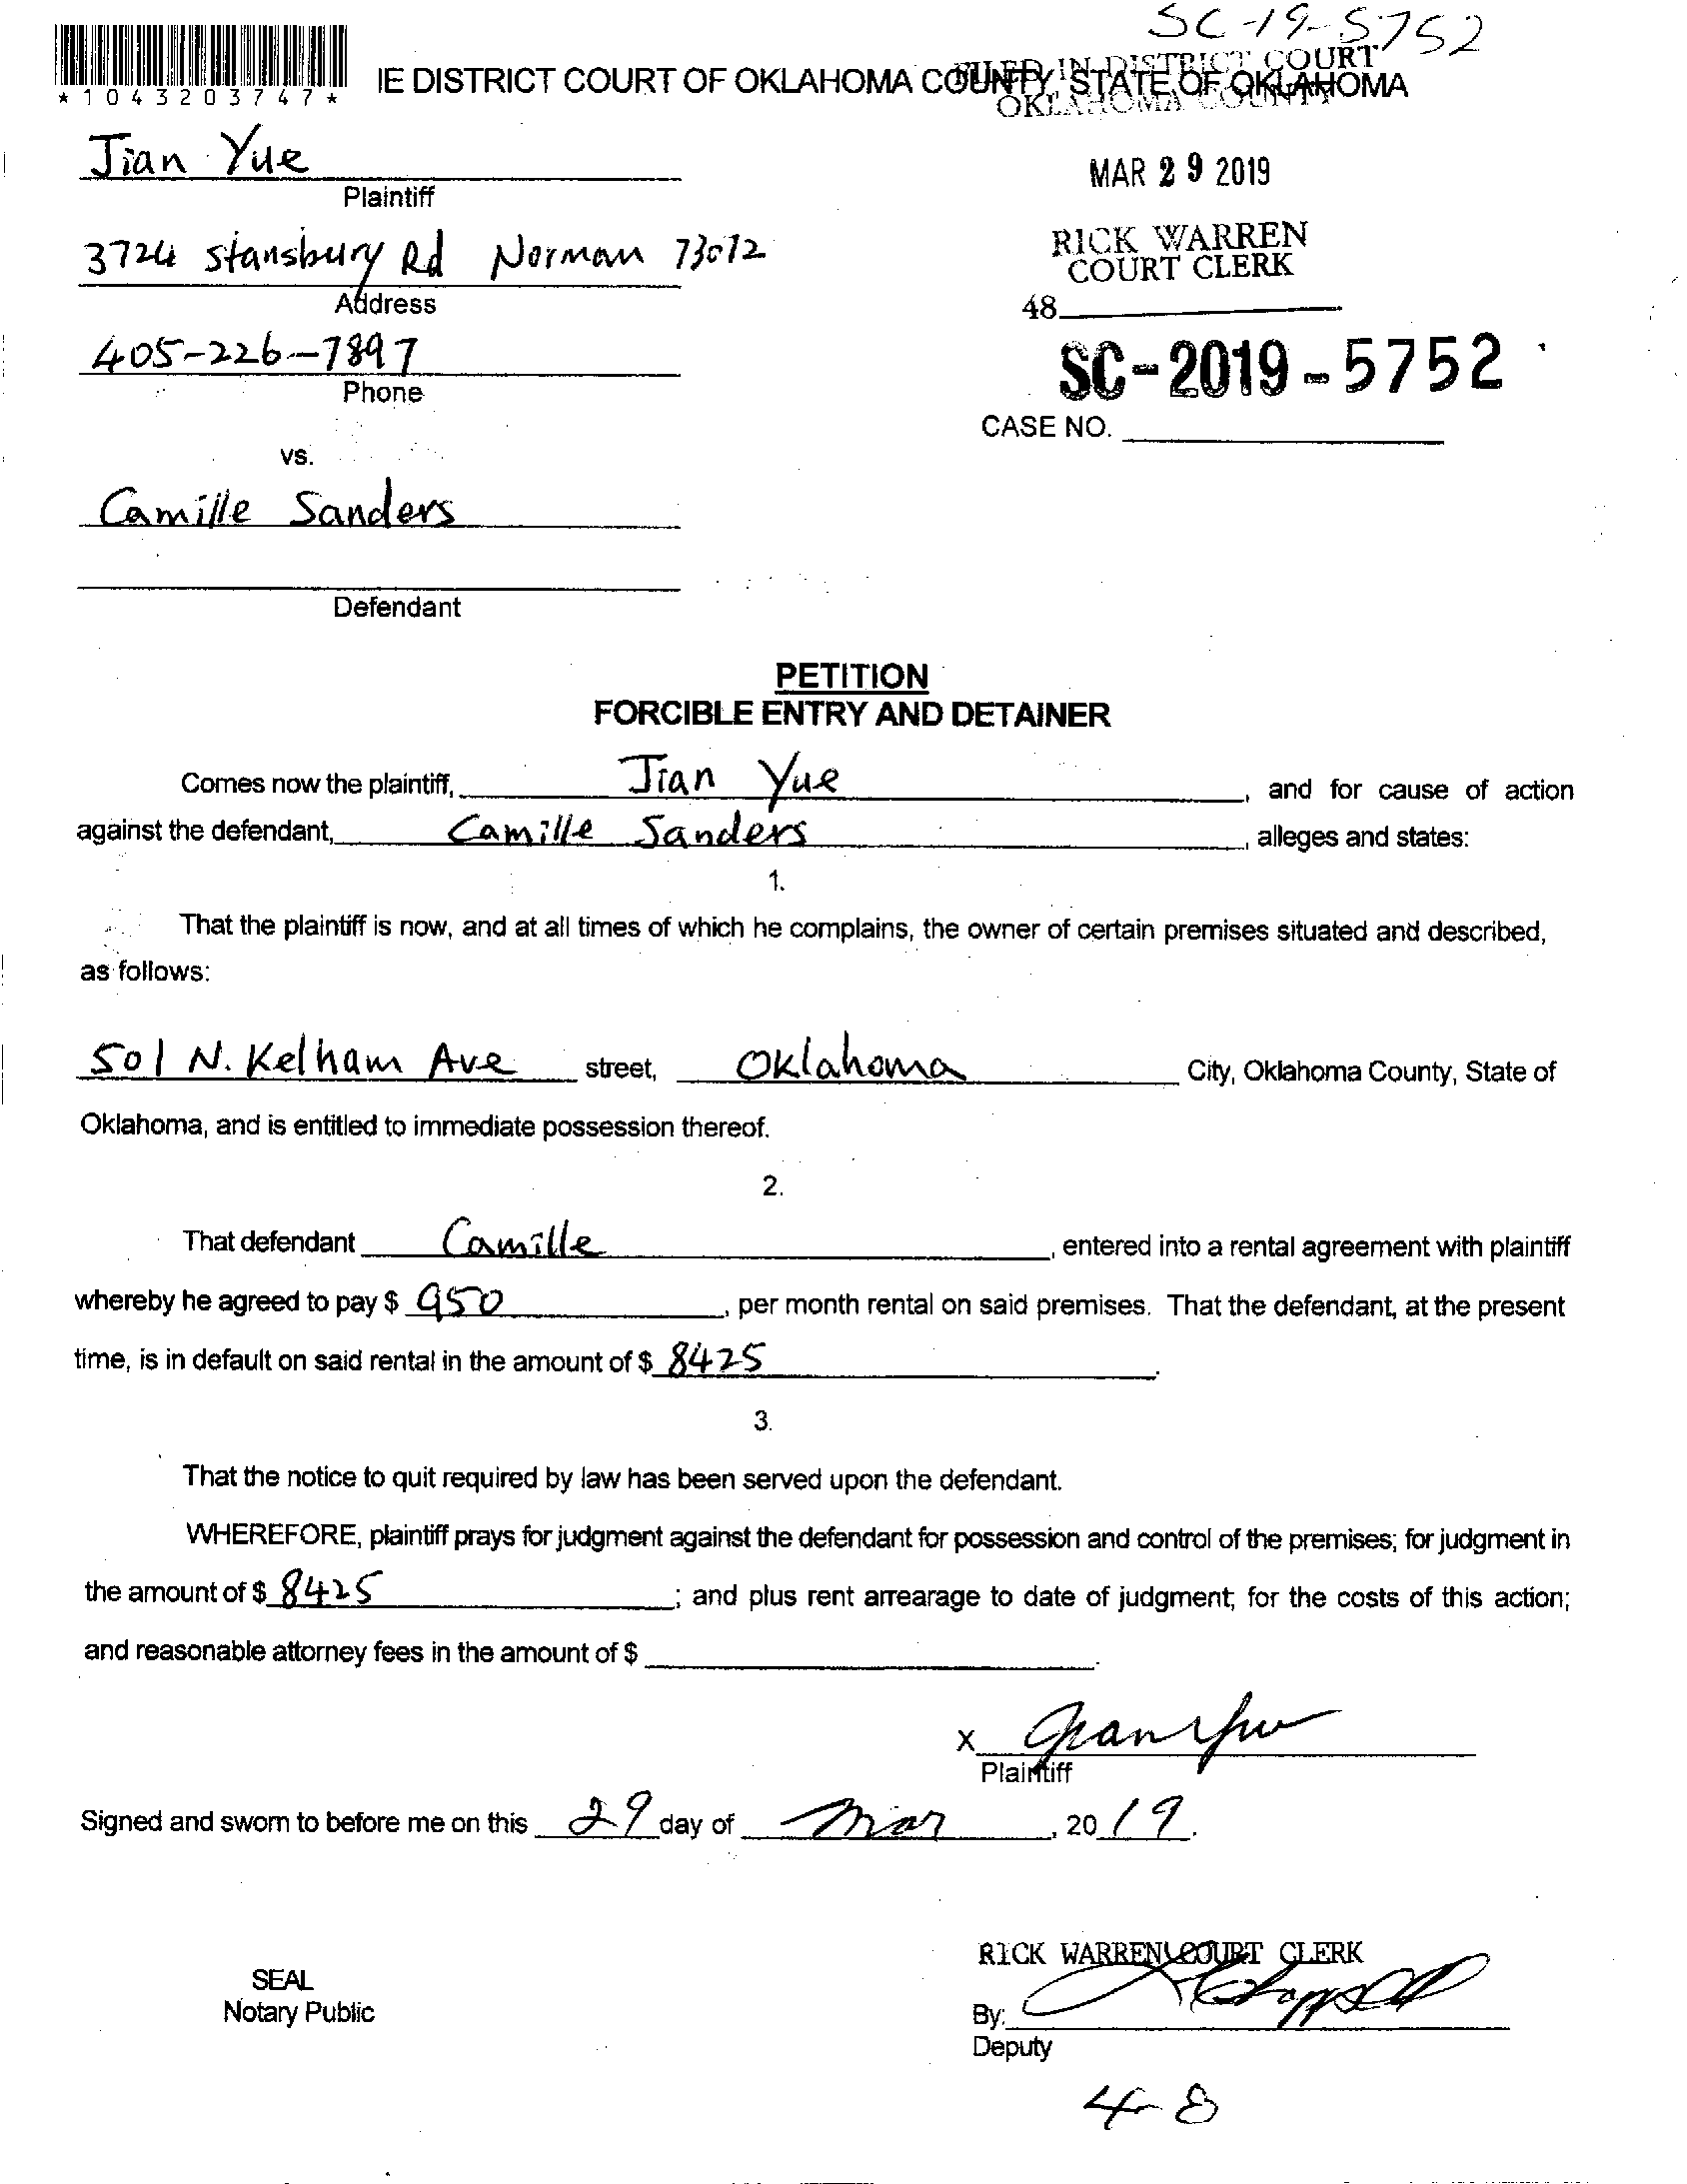 SC-19-5752
*1043203747*
IE DISTRICT COURT OF OKLAHOMA COUNTY, STATE OF OKLAHOMA
FILED IN DISTRICT COURT
OKLAHOMA COUNTY
Jian Yue
Plaintiff
MAR 29 2019
3724 Stansbury Rd Norman 73072
Address
RICK WARREN
COURT CLERK
48
405-226-7897
Phone
SC-2019-5752
CASE NO.
vs.
Camille Sanders
Defendant
PETITION
FORCIBLE ENTRY AND DETAINER
Comes now the plaintiff, Jian Yue, and for cause of action
against the defendant, Camille Sanders, alleges and states:
1.
That the plaintiff is now, and at all times of which he complains, the owner of certain premises situated and described,
as follows:
501 N. Kelham Ave street, Oklahoma City, Oklahoma County, State of
Oklahoma, and is entitled to immediate possession thereof.
2.
That defendant Camille, entered into a rental agreement with plaintiff
whereby he agreed to pay $ 950, per month rental on said premises. That the defendant, at the present
time, is in default on said rental in the amount of $ 8425.
3.
That the notice to quit required by law has been served upon the defendant.
WHEREFORE, plaintiff prays for judgment against the defendant for possession and control of the premises; for judgment in
the amount of $ 8425; and plus rent arrearage to date of judgment; for the costs of this action;
and reasonable attorney fees in the amount of $ .
X
Plaintiff
Signed and sworn to before me on this 29 day of Mar, 20 19.
RICK WARREN COURT CLERK
SEAL
Notary Public
By:
Deputy
4-8